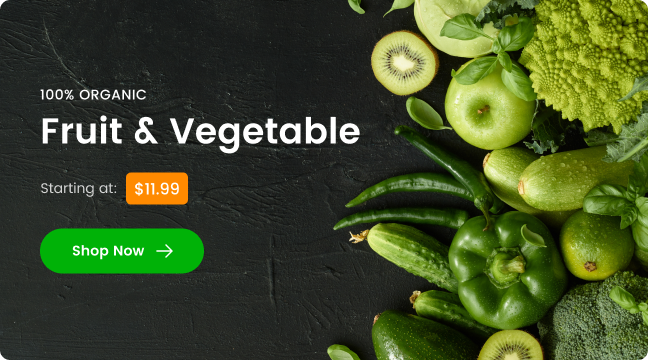 100% ORGANIC
Fruit & Vegetable
Starting at: $11.99
Shop Now